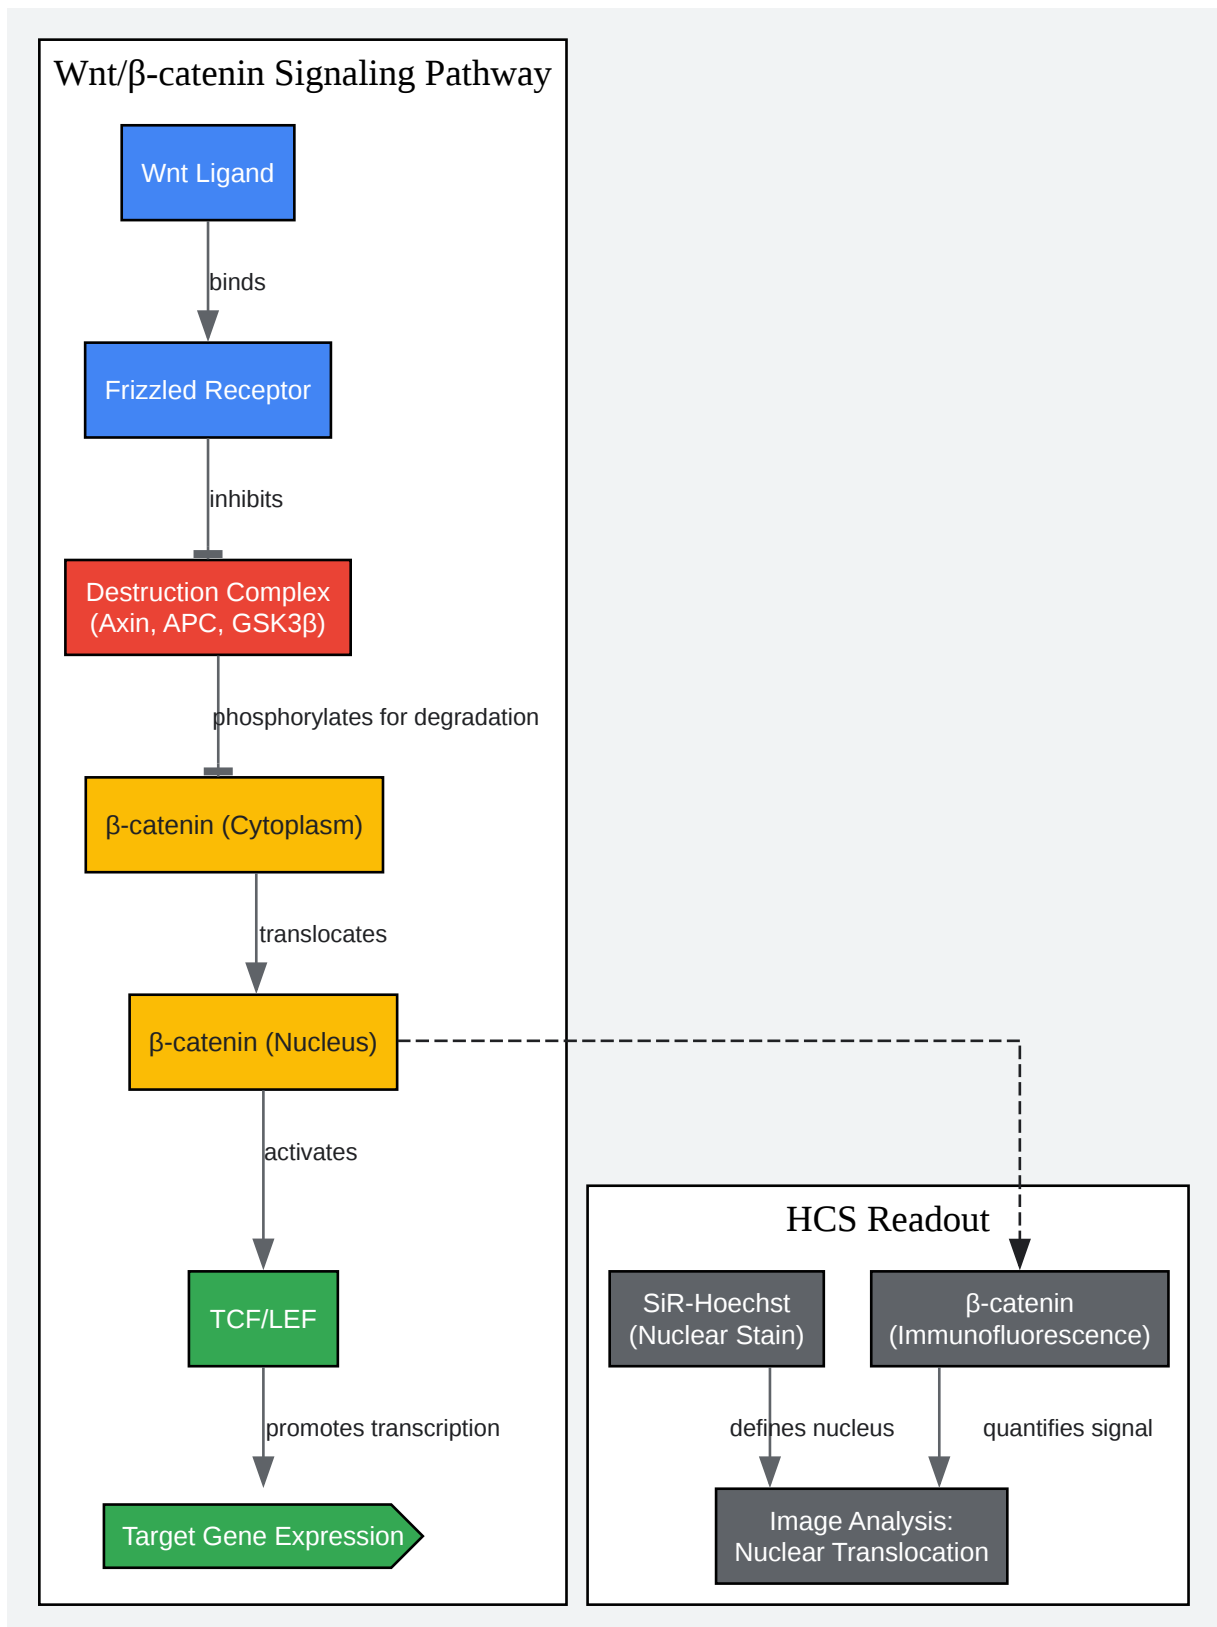 Wnt/β-catenin Signaling Pathway
Wnt Ligand
binds
Frizzled Receptor
inhibits
Destruction Complex
(Axin, APC, GSK3β)
phosphorylates for degradation
β-catenin (Cytoplasm)
translocates
β-catenin (Nucleus)
activates
TCF/LEF
promotes transcription
Target Gene Expression
HCS Readout
SiR-Hoechst
(Nuclear Stain)
β-catenin
(Immunofluorescence)
defines nucleus
quantifies signal
Image Analysis:
Nuclear Translocation